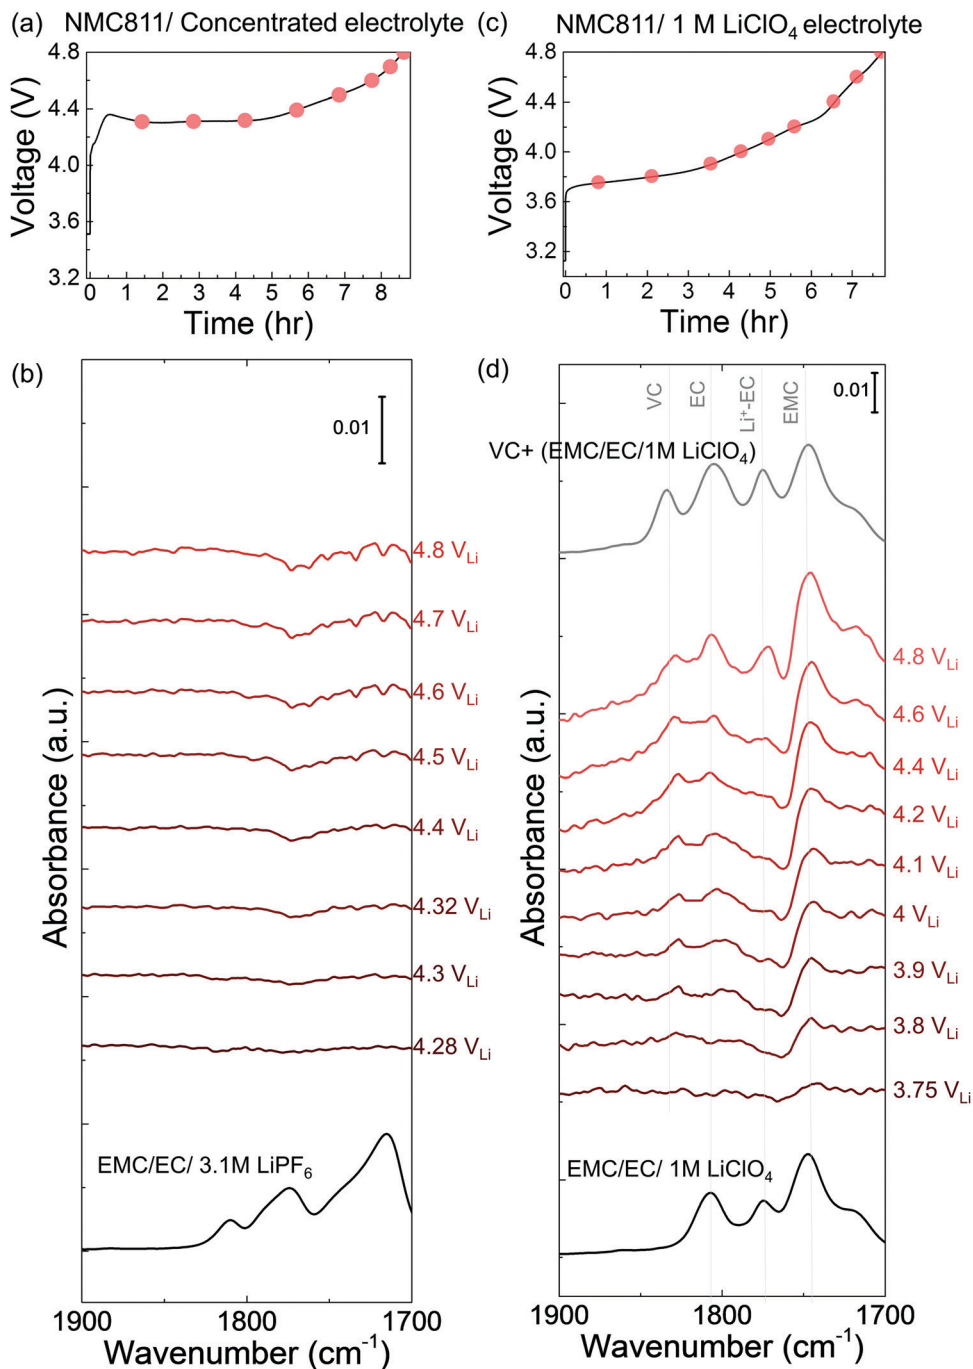 (a) NMC811/ Concentrated electrolyte
4.8
4.4
4.0
3.6
3.2
Voltage (V)
0 1 2 3 4 5 6 7 8
Time (hr)
(c) NMC811/ 1 M LiClO4 electrolyte
4.8
4.4
4.0
3.6
3.2
Voltage (V)
0 1 2 3 4 5 6 7
Time (hr)
(b)
0.01
4.8 VLi
4.7 VLi
4.6 VLi
4.5 VLi
4.4 VLi
4.32 VLi
4.3 VLi
4.28 VLi
EMC/EC/ 3.1M LiPF6
Absorbance (a.u.)
1900 1800 1700
Wavenumber (cm-1)
(d)
VC
EC
Li+-EC
EMC
0.01
VC+ (EMC/EC/1M LiClO4)
4.8 VLi
4.6 VLi
4.4 VLi
4.2 VLi
4.1 VLi
4 VLi
3.9 VLi
3.8 VLi
3.75 VLi
EMC/EC/ 1M LiClO4
Absorbance (a.u.)
1900 1800 1700
Wavenumber (cm-1)